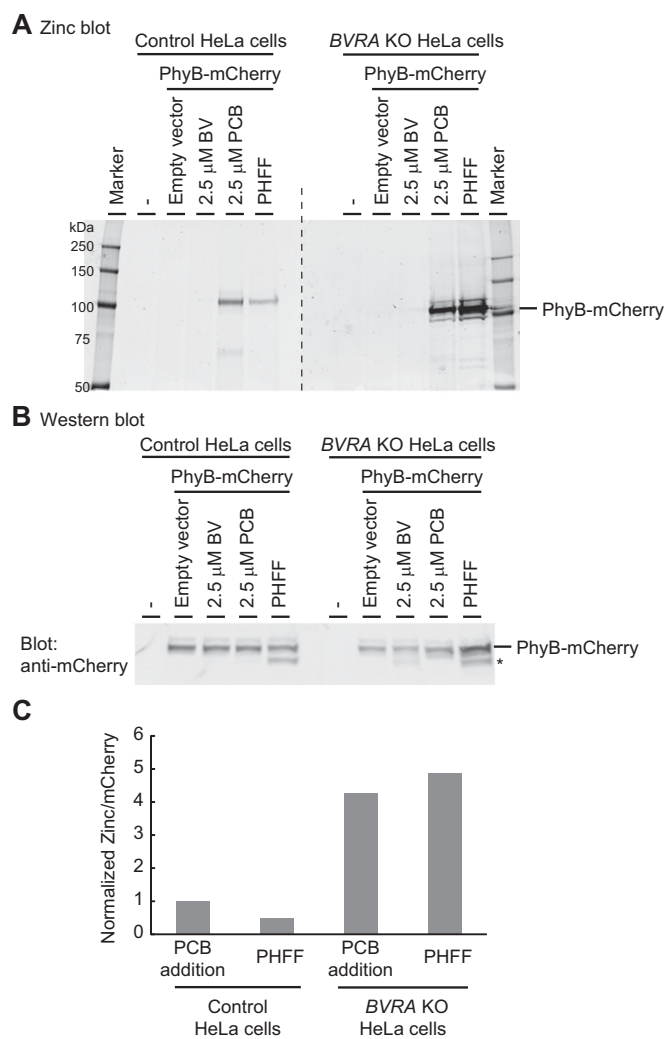 A Zinc blot
Control HeLa cells
BVRA KO HeLa cells
PhyB-mCherry
PhyB-mCherry
Marker
-
Empty vector
2.5 μM BV
2.5 μM PCB
PHFF
-
Empty vector
2.5 μM BV
2.5 μM PCB
PHFF
Marker
kDa
250
150
100
75
50
PhyB-mCherry
B Western blot
Control HeLa cells
BVRA KO HeLa cells
PhyB-mCherry
PhyB-mCherry
-
Empty vector
2.5 μM BV
2.5 μM PCB
PHFF
-
Empty vector
2.5 μM BV
2.5 μM PCB
PHFF
Blot:
anti-mCherry
PhyB-mCherry
*
C
Normalized Zinc/mCherry
6
5
4
3
2
1
0
PCB
addition
PHFF
PCB
addition
PHFF
Control
HeLa cells
BVRA KO
HeLa cells